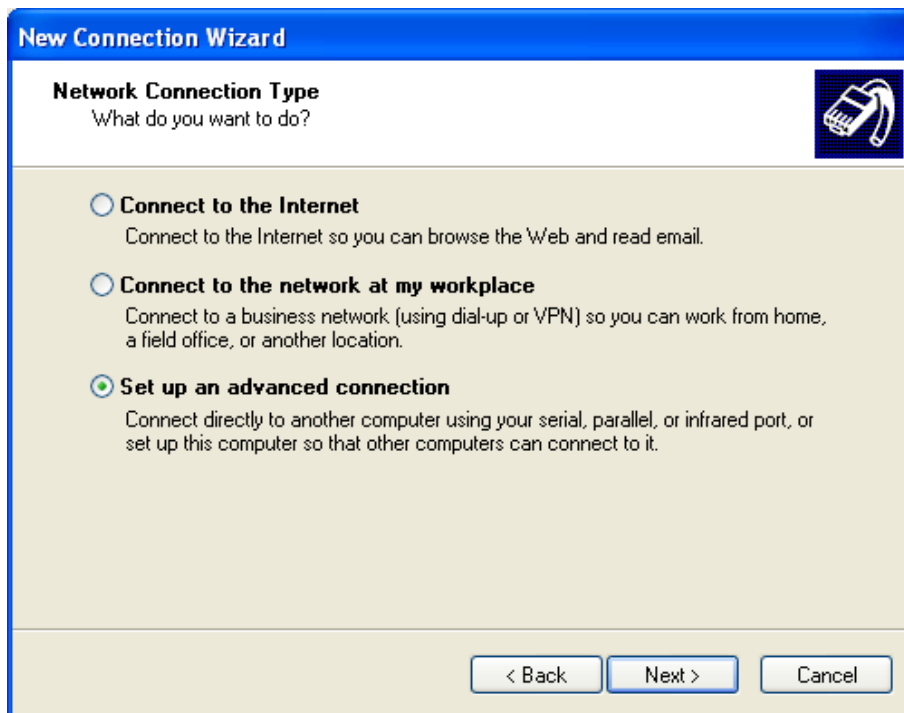 New Connection Wizard
Network Connection Type
What do you want to do?
Connect to the Internet
Connect to the Internet so you can browse the Web and read email.
Connect to the network at my workplace
Connect to a business network (using dial-up or VPN) so you can work from home,
a field office, or another location.
Set up an advanced connection
Connect directly to another computer using your serial, parallel, or infrared port, or
set up this computer so that other computers can connect to it.
< Back Next > Cancel